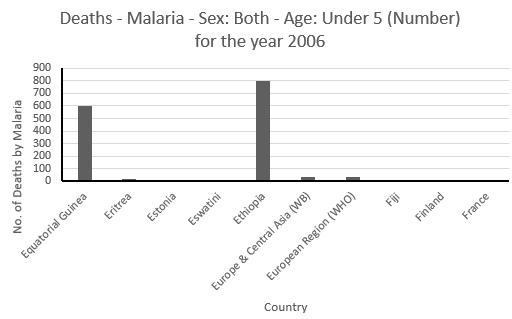 Deaths - Malaria - Sex: Both - Age: Under 5 (Number)
for the year 2006
No. of Deaths by Malaria
900
800
700
600
500
400
300
200
100
0
Equatorial Guinea
Eritrea
Estonia
Eswatini
Ethiopia
Europe & Central Asia (WB)
European Region (WHO)
Fiji
Finland
France
Country